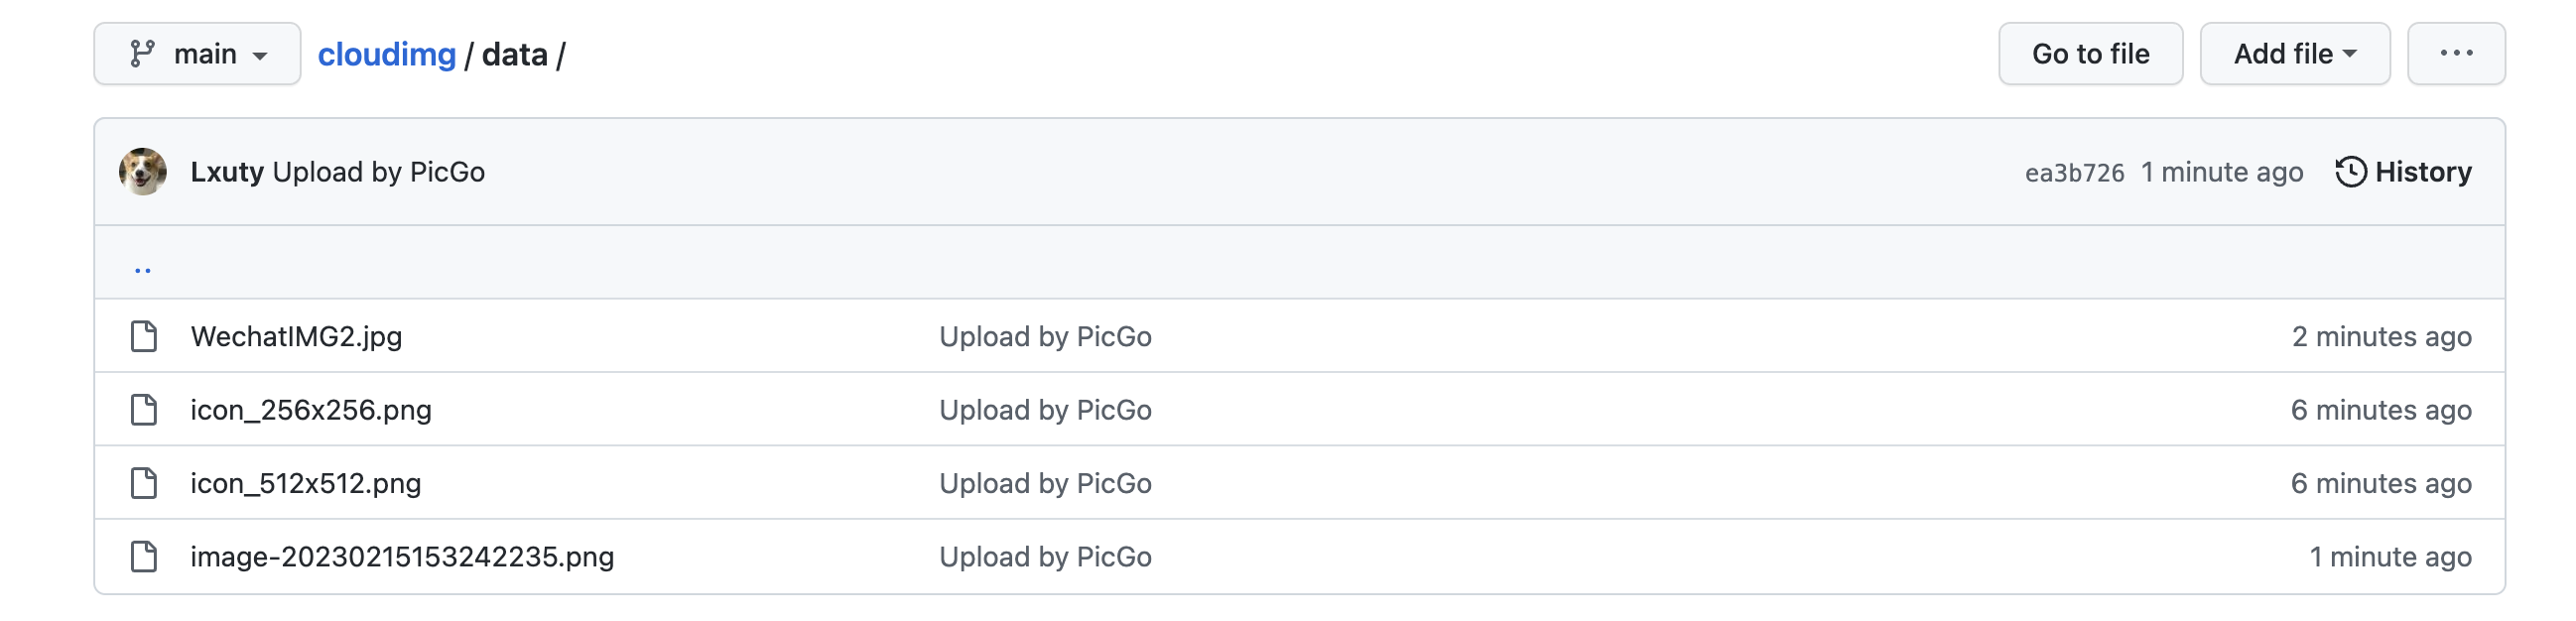 main cloudimg / data / Go to file Add file ...
Lxuty Upload by PicGo ea3b726 1 minute ago History
..
WechatIMG2.jpg Upload by PicGo 2 minutes ago
icon_256x256.png Upload by PicGo 6 minutes ago
icon_512x512.png Upload by PicGo 6 minutes ago
image-20230215153242235.png Upload by PicGo 1 minute ago